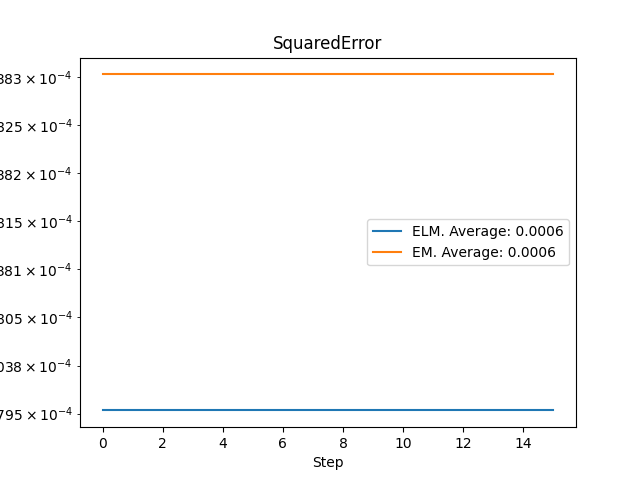 SquaredError
383 × 10⁻⁴
325 × 10⁻⁴
382 × 10⁻⁴
315 × 10⁻⁴
381 × 10⁻⁴
305 × 10⁻⁴
038 × 10⁻⁴
795 × 10⁻⁴
ELM. Average: 0.0006
EM. Average: 0.0006
0 2 4 6 8 10 12 14
Step